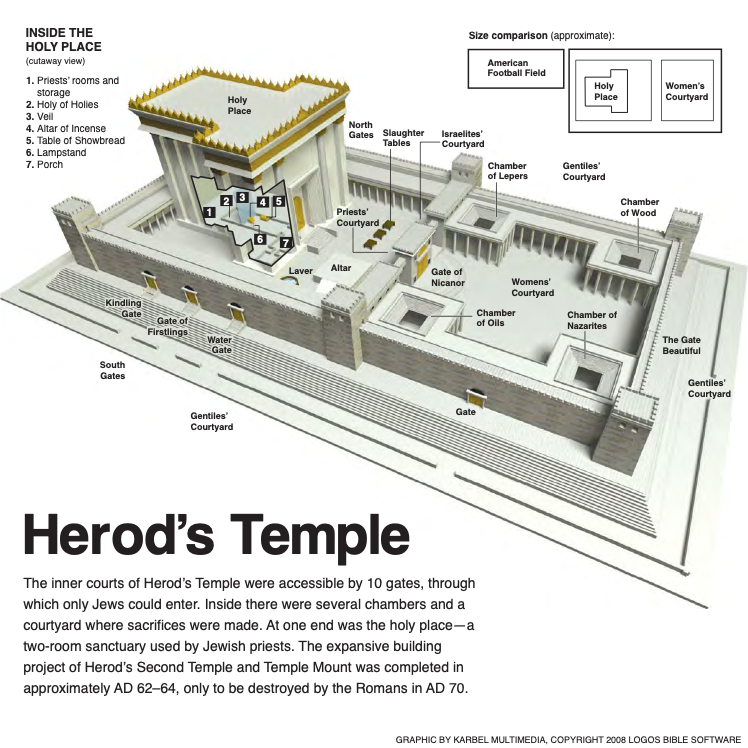 INSIDE THE
HOLY PLACE
(cutaway view)
1. Priests' rooms and
storage
2. Holy of Holies
3. Veil
4. Altar of Incense
5. Table of Showbread
6. Lampstand
7. Porch
Size comparison (approximate):
American
Football Field
Holy
Place
Women's
Courtyard
Holy
Place
North
Gates
Slaughter
Tables
Israelites'
Courtyard
Chamber
of Lepers
Gentiles'
Courtyard
Chamber
of Wood
1
2
3
4
5
6
7
Priests'
Courtyard
Laver
Altar
Gate of
Nicanor
Womens'
Courtyard
Kindling
Gate
Gate of
Firstlings
Water
Gate
Chamber
of Oils
Chamber of
Nazarites
The Gate
Beautiful
South
Gates
Gentiles'
Courtyard
Gate
Gentiles'
Courtyard
Herod's Temple
The inner courts of Herod's Temple were accessible by 10 gates, through
which only Jews could enter. Inside there were several chambers and a
courtyard where sacrifices were made. At one end was the holy place—a
two-room sanctuary used by Jewish priests. The expansive building
project of Herod's Second Temple and Temple Mount was completed in
approximately AD 62–64, only to be destroyed by the Romans in AD 70.
GRAPHIC BY KARBEL MULTIMEDIA, COPYRIGHT 2008 LOGOS BIBLE SOFTWARE